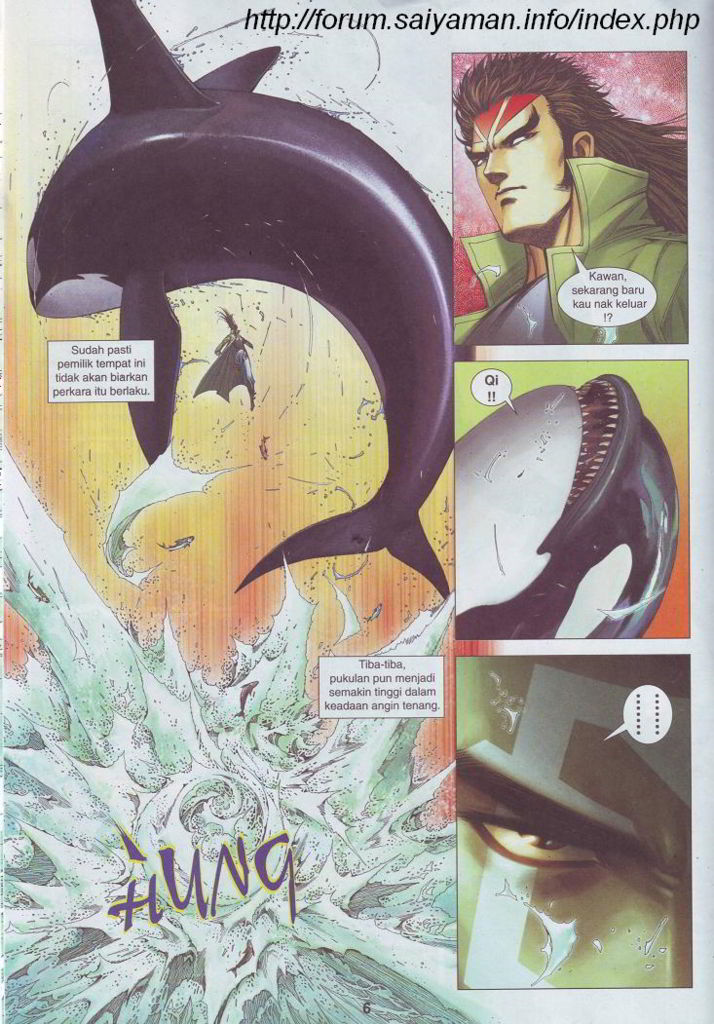 http://forum.saiyaman.info/index.php
Sudah pasti
pemilik tempat ini
tidak akan biarkan
perkara itu berlaku.
Kawan,
sekarang baru
kau nak keluar
!?
Qi
!!
Tiba-tiba,
pukulan pun menjadi
semakin tinggi dalam
keadaan angin tenang.
HUNG
6